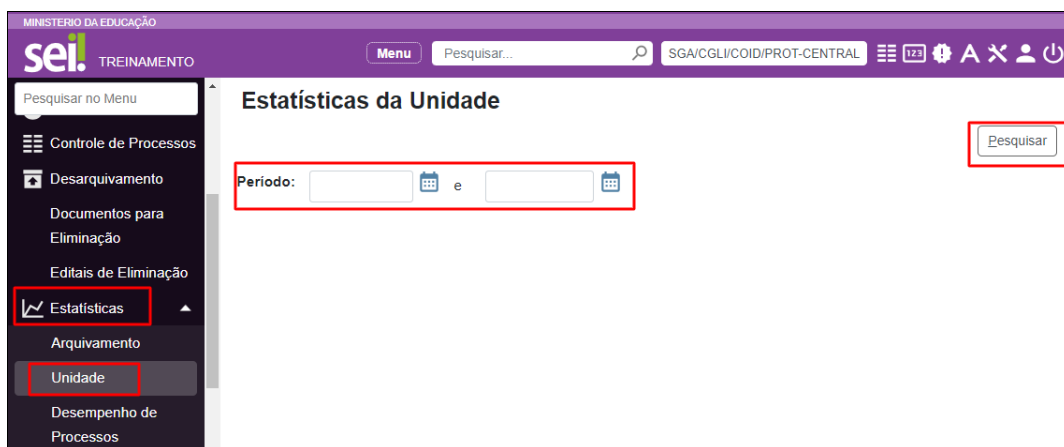 MINISTERIO DA EDUCAÇÃO
sei! TREINAMENTO
Menu
Pesquisar...
SGA/CGLI/COID/PROT-CENTRAL
123
A
Pesquisar no Menu
Controle de Processos
Desarquivamento
Documentos para
Eliminação
Editais de Eliminação
Estatísticas
Arquivamento
Unidade
Desempenho de
Processos
Estatísticas da Unidade
Pesquisar
Período:
e